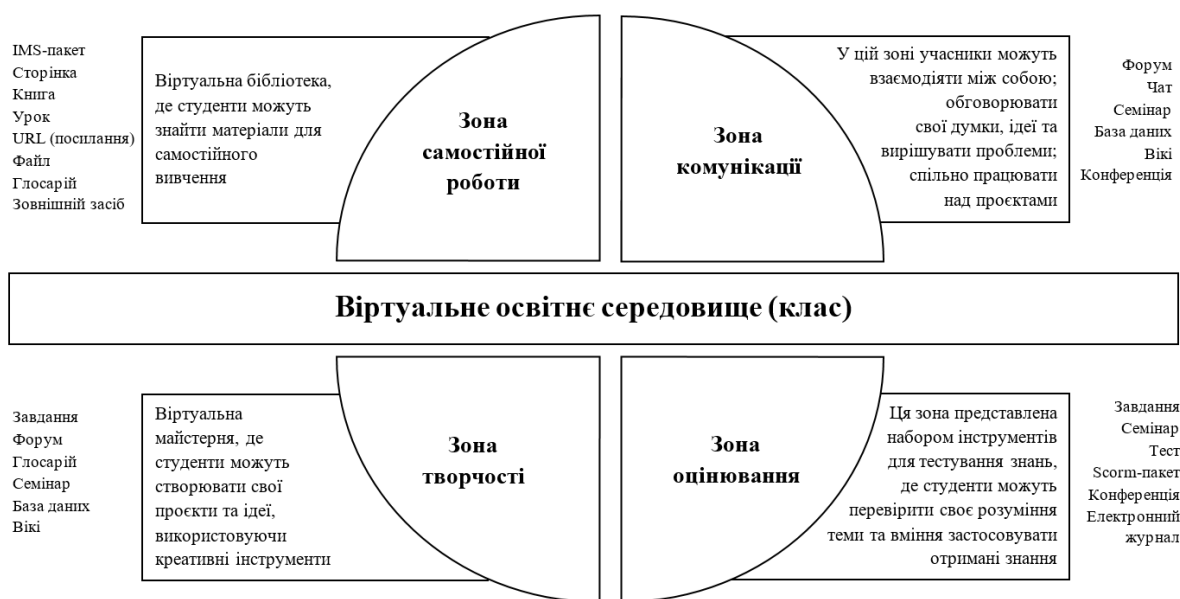 IMS-пакет
Сторінка
Книга
Урок
URL (посилання)
Файл
Глосарій
Зовнішній засіб
Віртуальна бібліотека,
де студенти можуть
знайти матеріали для
самостійного
вивчення
Зона
самостійної
роботи
Зона
комунікації
У цій зоні учасники можуть
взаємодіяти між собою;
обговорювати
свої думки, ідеї та
вирішувати проблеми;
спільно працювати
над проєктами
Форум
Чат
Семінар
База даних
Вікі
Конференція
Віртуальне освітнє середовище (клас)
Завдання
Форум
Глосарій
Семінар
База даних
Вікі
Віртуальна
майстерня, де
студенти можуть
створювати свої
проєкти та ідеї,
використовуючи
креативні інструменти
Зона
творчості
Зона
оцінювання
Ця зона представлена
набором інструментів
для тестування знань,
де студенти можуть
перевірити своє розуміння
теми та вміння застосовувати
отримані знання
Завдання
Семінар
Тест
Scorm-пакет
Конференція
Електронний
журнал